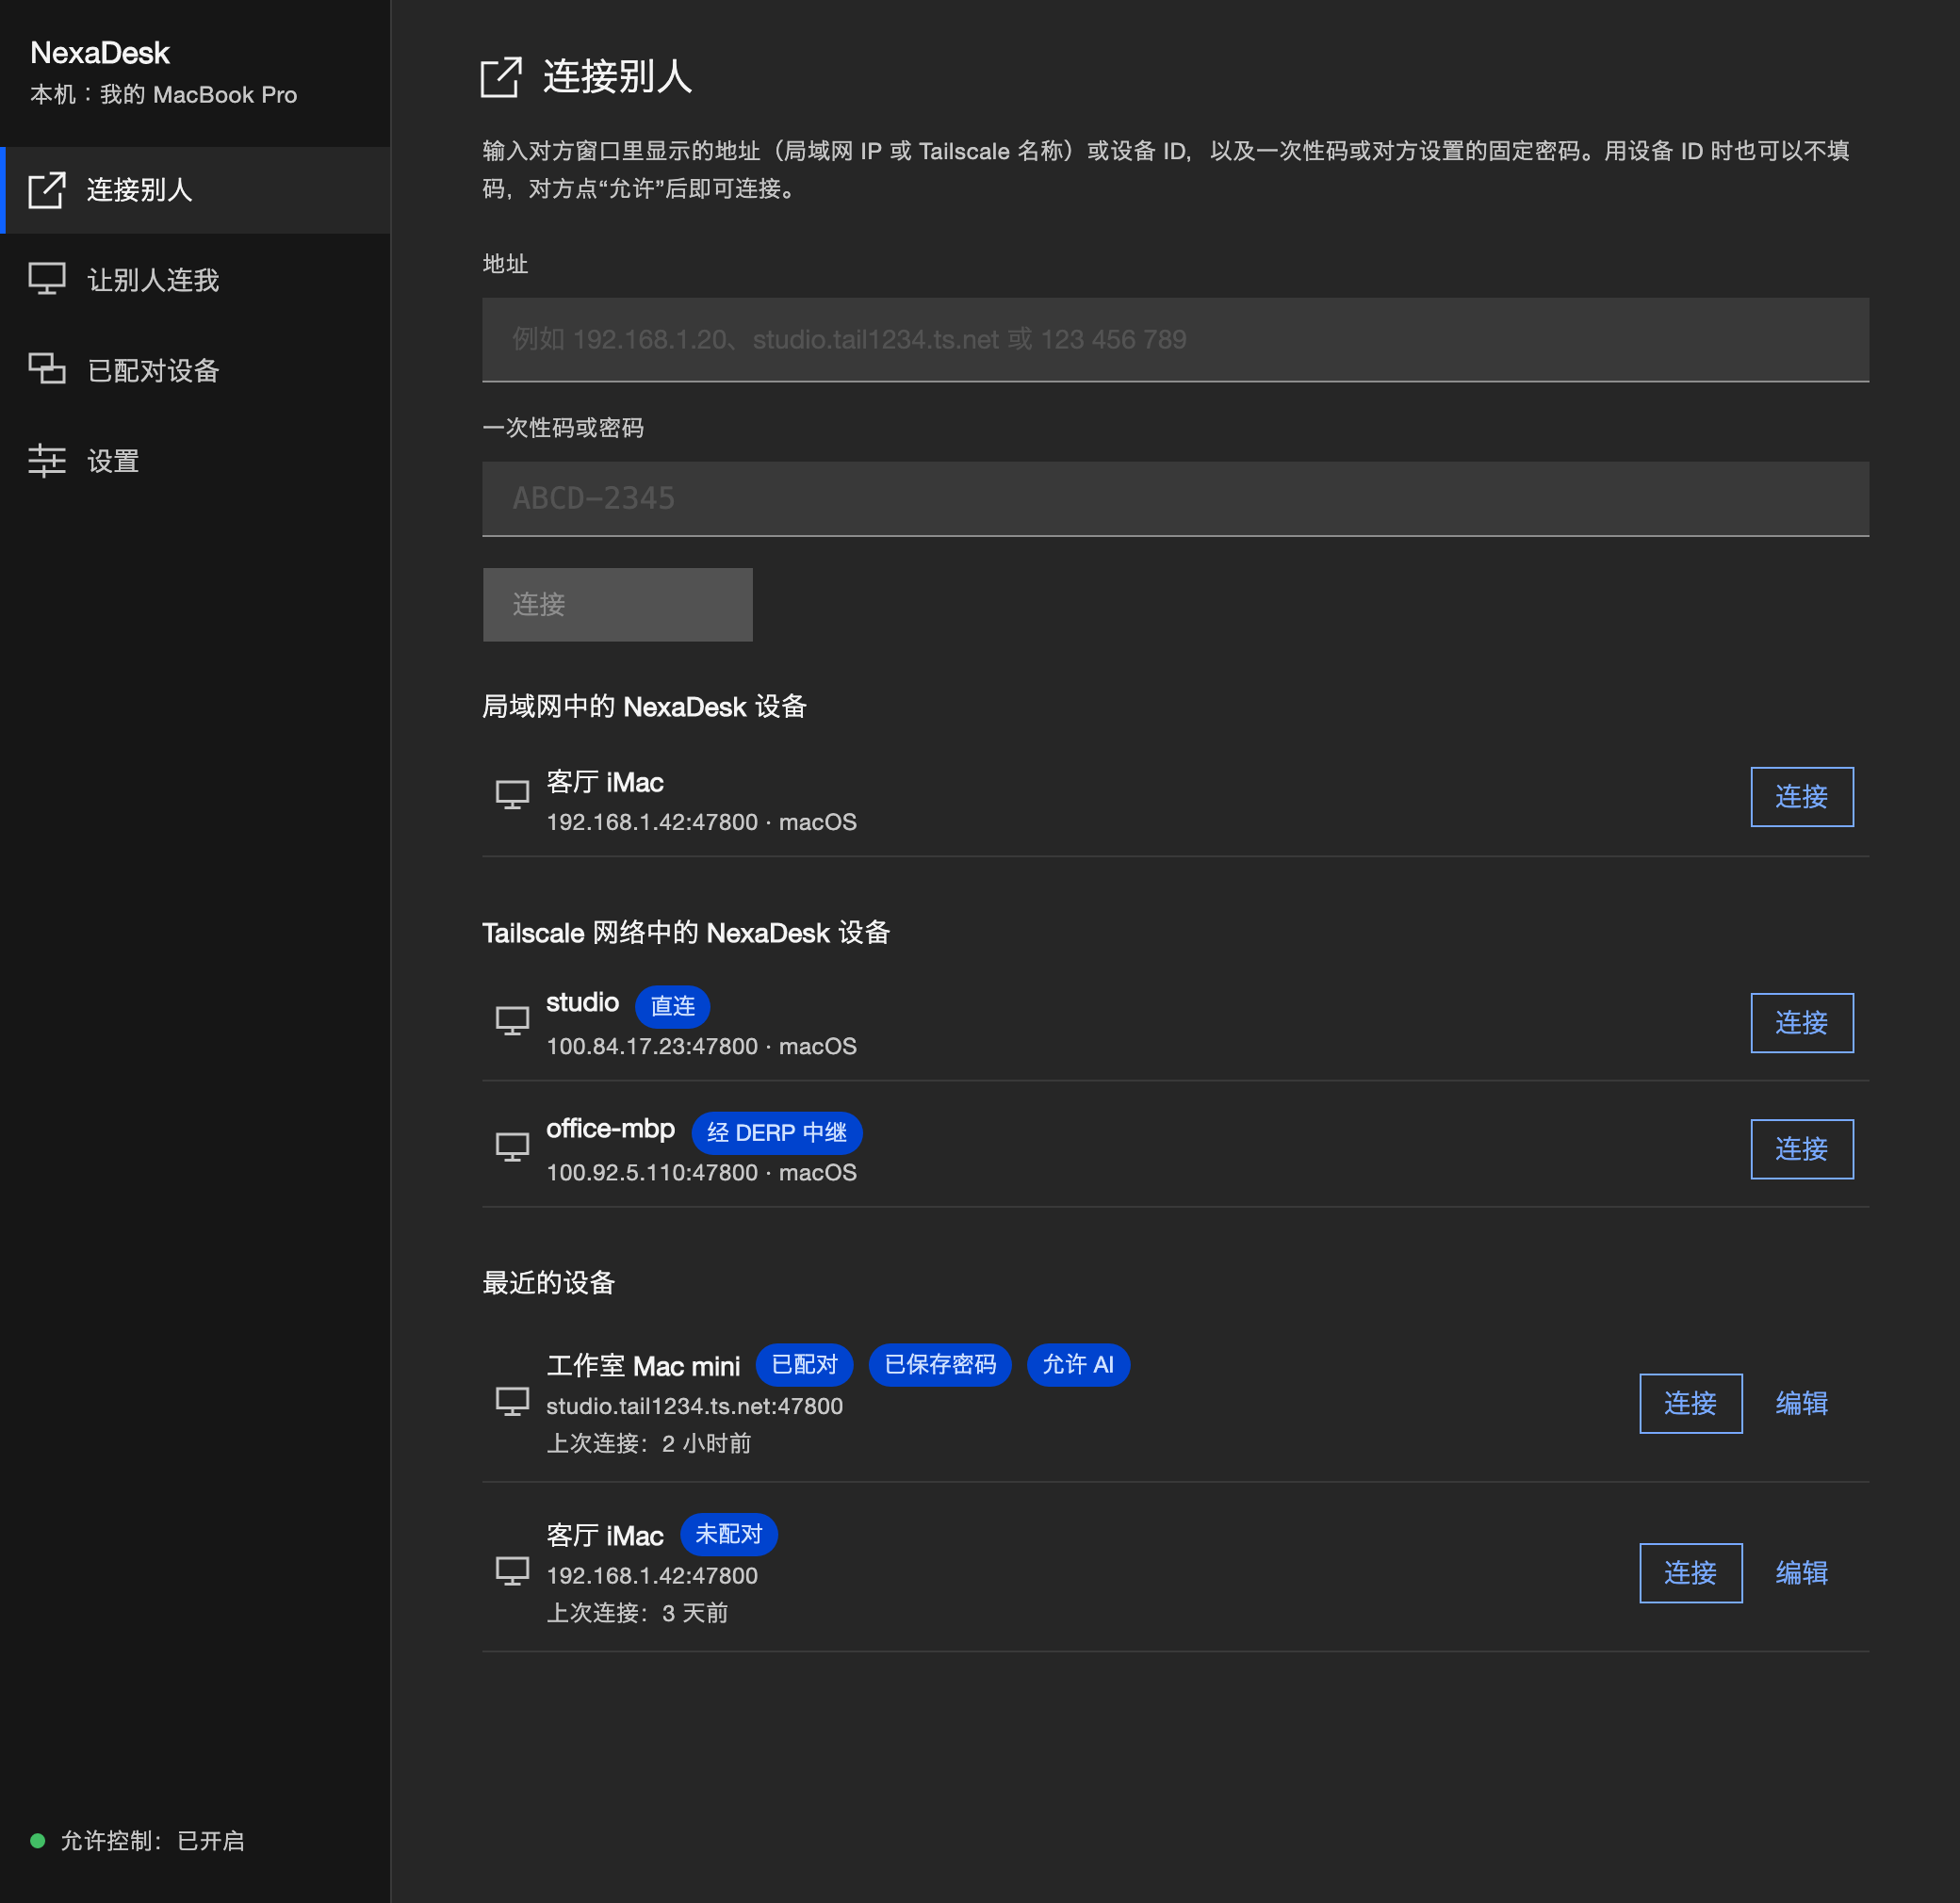 NexaDesk
本机：我的 MacBook Pro
连接别人
让别人连我
已配对设备
设置
允许控制：已开启
连接别人
输入对方窗口里显示的地址（局域网 IP 或 Tailscale 名称）或设备 ID，以及一次性码或对方设置的固定密码。用设备 ID 时也可以不填
码，对方点“允许”后即可连接。
地址
例如 192.168.1.20、studio.tail1234.ts.net 或 123 456 789
一次性码或密码
ABCD-2345
连接
局域网中的 NexaDesk 设备
客厅 iMac
192.168.1.42:47800 · macOS
连接
Tailscale 网络中的 NexaDesk 设备
studio 直连
100.84.17.23:47800 · macOS
连接
office-mbp 经 DERP 中继
100.92.5.110:47800 · macOS
连接
最近的设备
工作室 Mac mini 已配对 已保存密码 允许 AI
studio.tail1234.ts.net:47800
上次连接：2 小时前
连接 编辑
客厅 iMac 未配对
192.168.1.42:47800
上次连接：3 天前
连接 编辑